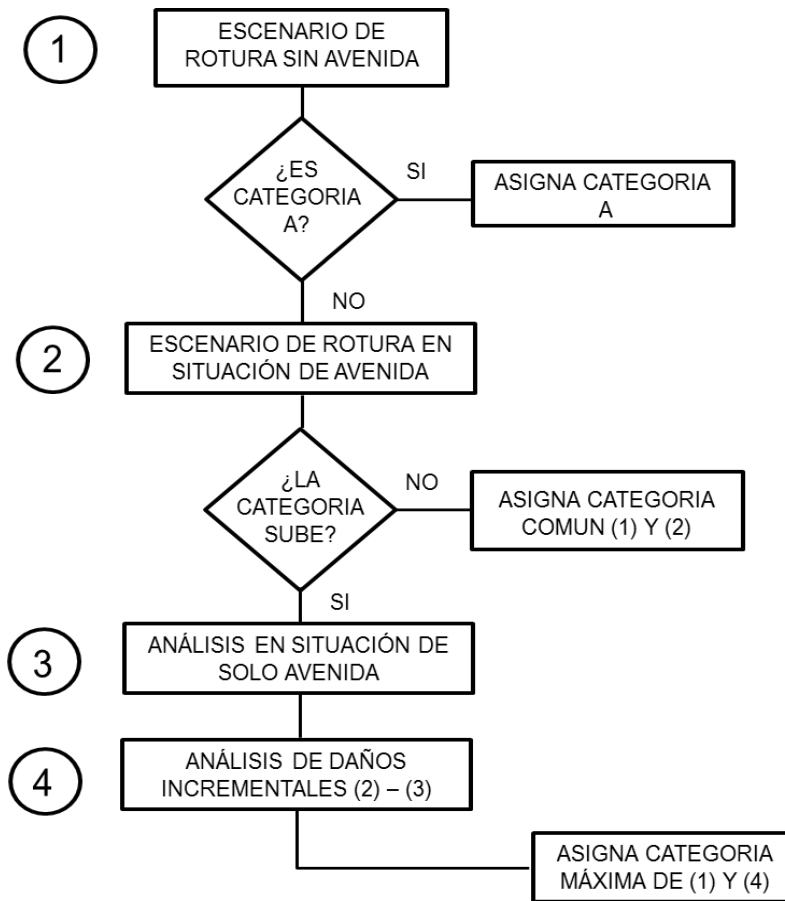 1
ESCENARIO DE
ROTURA SIN AVENIDA
¿ES
CATEGORIA
A?
SI
ASIGNA CATEGORIA
A
NO
2
ESCENARIO DE ROTURA EN
SITUACIÓN DE AVENIDA
¿LA
CATEGORIA
SUBE?
NO
ASIGNA CATEGORIA
COMUN (1) Y (2)
SI
3
ANÁLISIS EN SITUACIÓN DE
SOLO AVENIDA
4
ANÁLISIS DE DAÑOS
INCREMENTALES (2) – (3)
ASIGNA CATEGORIA
MÁXIMA DE (1) Y (4)